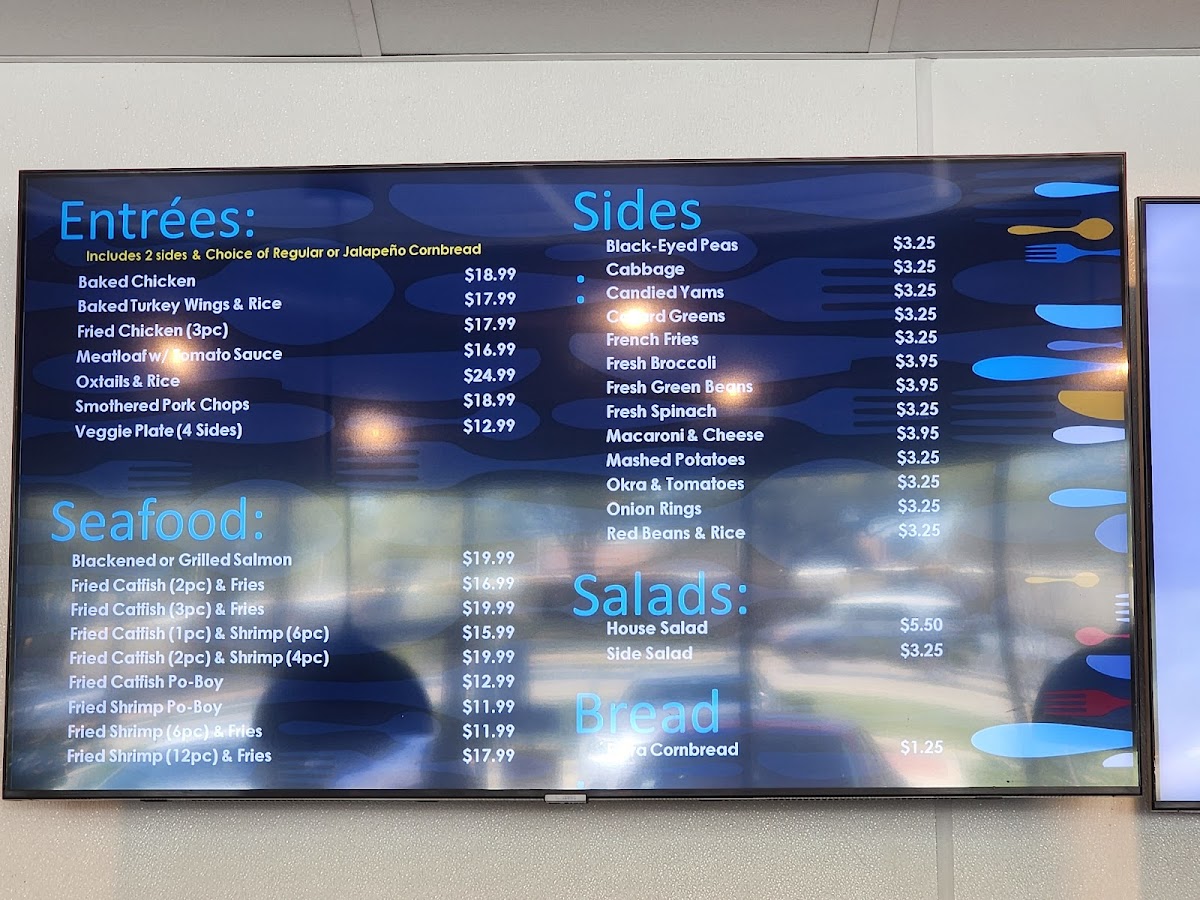 Entrées:
Includes 2 sides & Choice of Regular or Jalapeño Cornbread
Baked Chicken $18.99
Baked Turkey Wings & Rice $17.99
Fried Chicken (3pc) $17.99
Meatloaf w/ Tomato Sauce $16.99
Oxtails & Rice $24.99
Smothered Pork Chops $18.99
Veggie Plate (4 Sides) $12.99
Seafood:
Blackened or Grilled Salmon $19.99
Fried Catfish (2pc) & Fries $16.99
Fried Catfish (3pc) & Fries $19.99
Fried Catfish (1pc) & Shrimp (6pc) $15.99
Fried Catfish (2pc) & Shrimp (4pc) $19.99
Fried Catfish Po-Boy $12.99
Fried Shrimp Po-Boy $11.99
Fried Shrimp (6pc) & Fries $11.99
Fried Shrimp (12pc) & Fries $17.99
Sides
:
Black-Eyed Peas $3.25
Cabbage $3.25
Candied Yams $3.25
Collard Greens $3.25
French Fries $3.25
Fresh Broccoli $3.95
Fresh Green Beans $3.95
Fresh Spinach $3.25
Macaroni & Cheese $3.95
Mashed Potatoes $3.25
Okra & Tomatoes $3.25
Onion Rings $3.25
Red Beans & Rice $3.25
Salads:
House Salad $5.50
Side Salad $3.25
Bread
Extra Cornbread $1.25